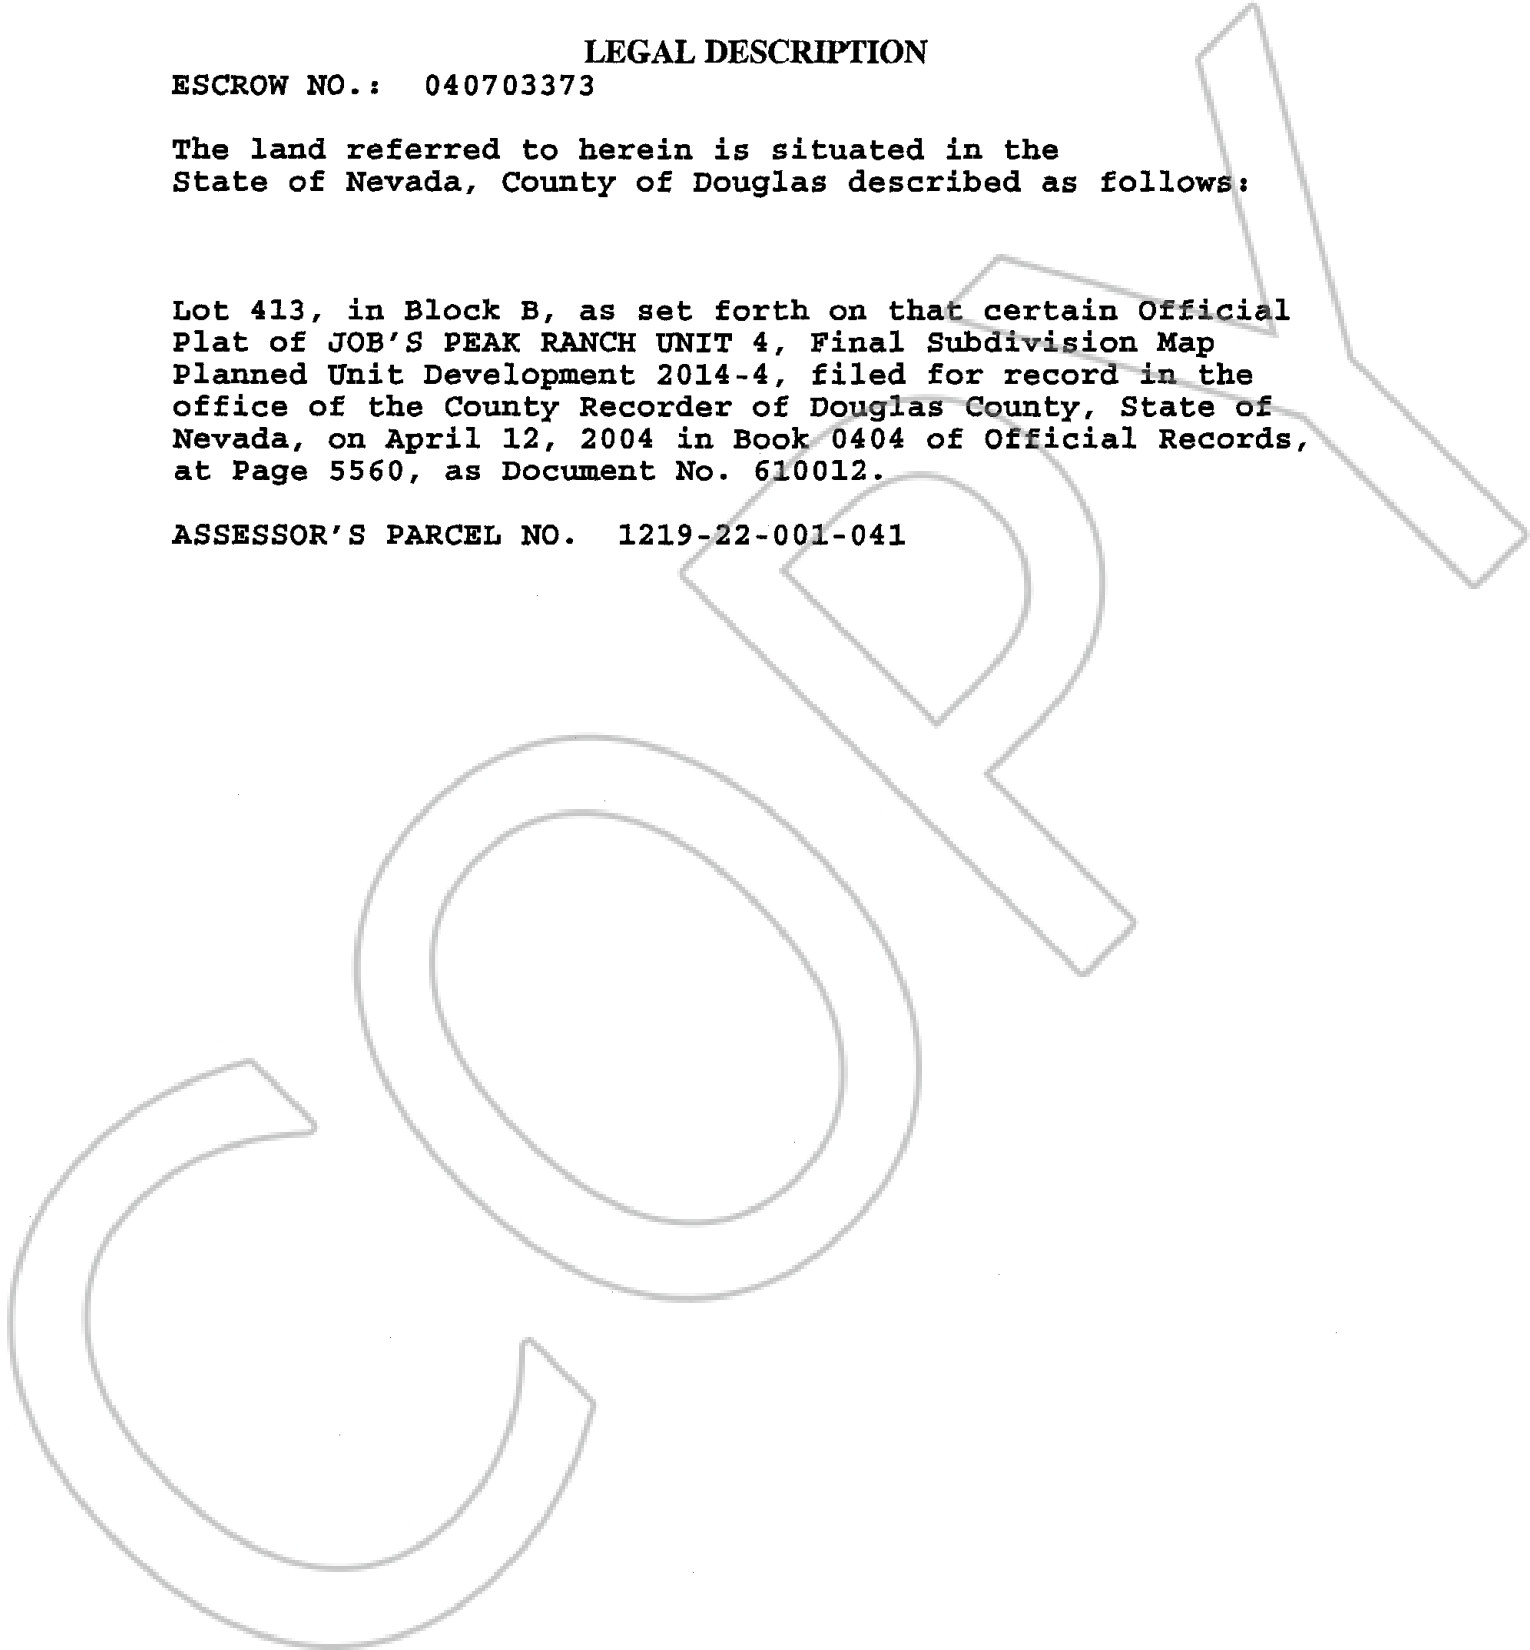 LEGAL DESCRIPTION
ESCROW NO.: 040703373
The land referred to herein is situated in the
State of Nevada, County of Douglas described as follows:
Lot 413, in Block B, as set forth on that certain Official
Plat of JOB'S PEAK RANCH UNIT 4, Final Subdivision Map
Planned Unit Development 2014-4, filed for record in the
office of the County Recorder of Douglas County, State of
Nevada, on April 12, 2004 in Book 0404 of Official Records,
at Page 5560, as Document No. 610012.
ASSESSOR'S PARCEL NO. 1219-22-001-041
COPY